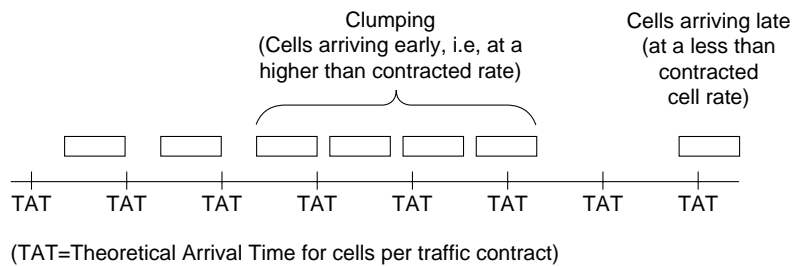 Clumping
(Cells arriving early, i.e, at a
higher than contracted rate)
Cells arriving late
(at a less than
contracted
cell rate)
TAT TAT TAT TAT TAT TAT TAT TAT
(TAT=Theoretical Arrival Time for cells per traffic contract)